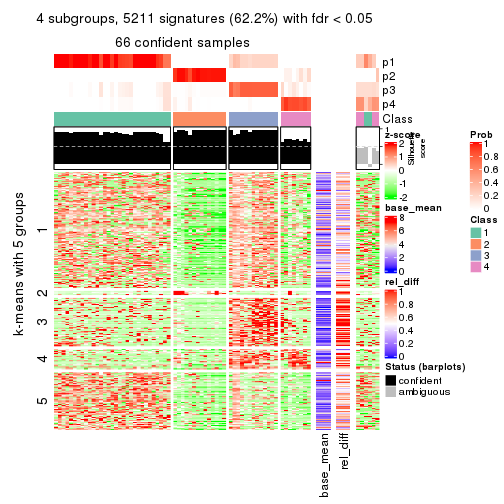 4 subgroups, 5211 signatures (62.2%) with fdr < 0.05
66 confident samples
p1
p2
p3
p4
Class
1
Silhouette
score
k-means with 5 groups
1
2
3
4
5
base_mean
rel_diff
z-score
2
1
0
-1
-2
base_mean
8
6
4
2
0
rel_diff
1
0.8
0.6
0.4
0.2
0
Status (barplots)
confident
ambiguous
Prob
1
0.8
0.6
0.4
0.2
0
Class
1
2
3
4